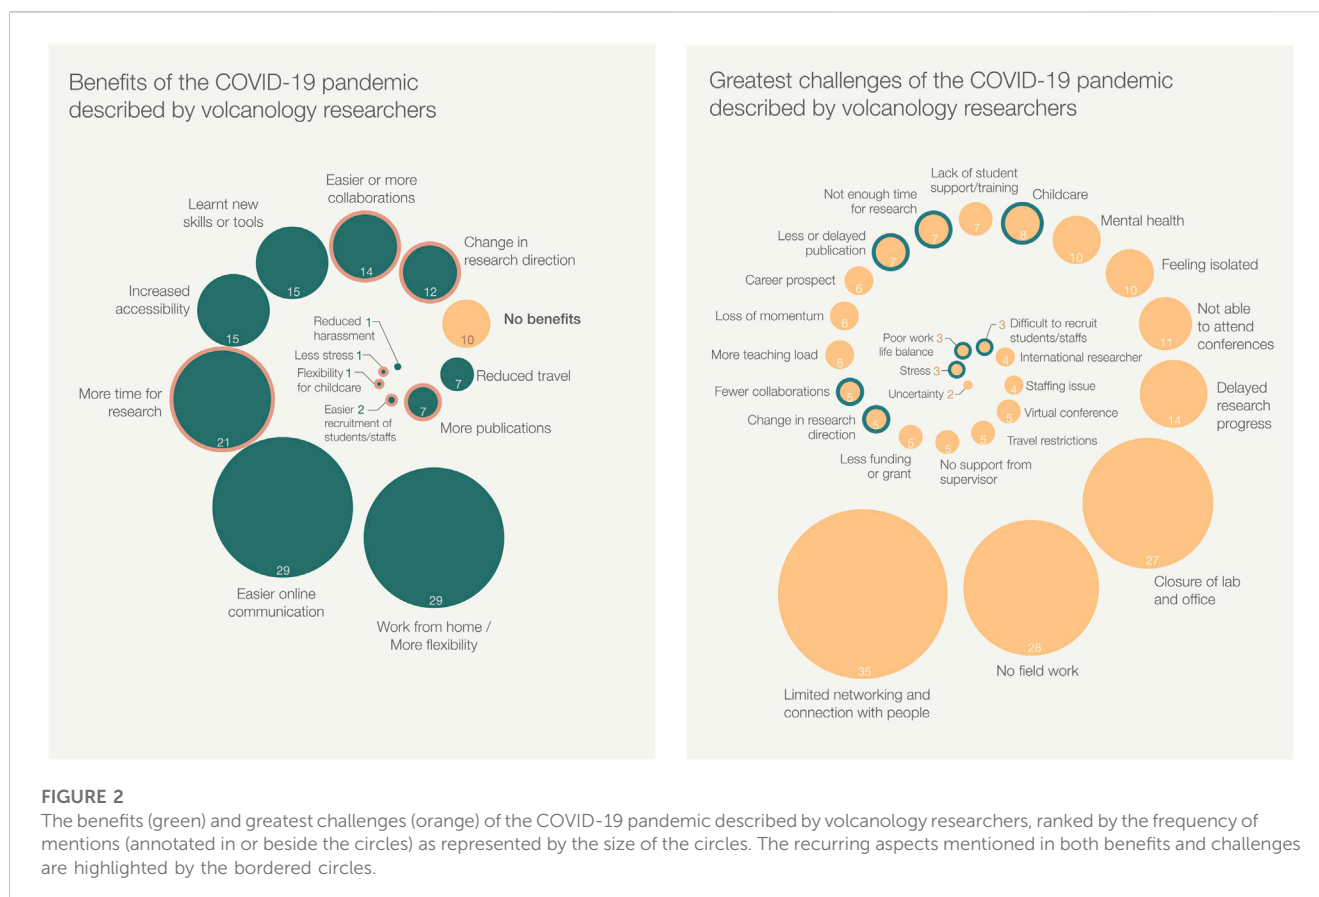 Benefits of the COVID-19 pandemic
described by volcanology researchers
Easier or more
collaborations
14
Learnt new
skills or tools
15
Change in
research direction
12
Increased
accessibility
15
No benefits
10
Reduced 1
harassment
Less stress 1
Flexibility 1
for childcare
Easier 2
recruitment of
students/staffs
Reduced travel
7
More publications
7
More time for
research
21
29
Easier online
communication
29
Work from home /
More flexibility
Greatest challenges of the COVID-19 pandemic
described by volcanology researchers
Lack of student
support/training
7
Not enough time
for research
7
Childcare
8
Less or delayed
publication
7
Mental health
10
Career prospect
6
Feeling isolated
10
Loss of momentum
6
Not able
to attend
conferences
11
More teaching load
6
Poor work 3
life balance
3 Difficult to recruit
students/staffs
Stress 3
4 International researcher
Uncertainty 2
4 Staffing issue
Fewer collaborations
5
Virtual conference
5
Change in research
direction
5
Travel restrictions
5
Less funding
or grant
5
No support from
supervisor
5
Delayed
research
progress
14
27
Closure of lab
and office
28
No field work
35
Limited networking and
connection with people
FIGURE 2
The benefits (green) and greatest challenges (orange) of the COVID-19 pandemic described by volcanology researchers, ranked by the frequency of
mentions (annotated in or beside the circles) as represented by the size of the circles. The recurring aspects mentioned in both benefits and challenges
are highlighted by the bordered circles.